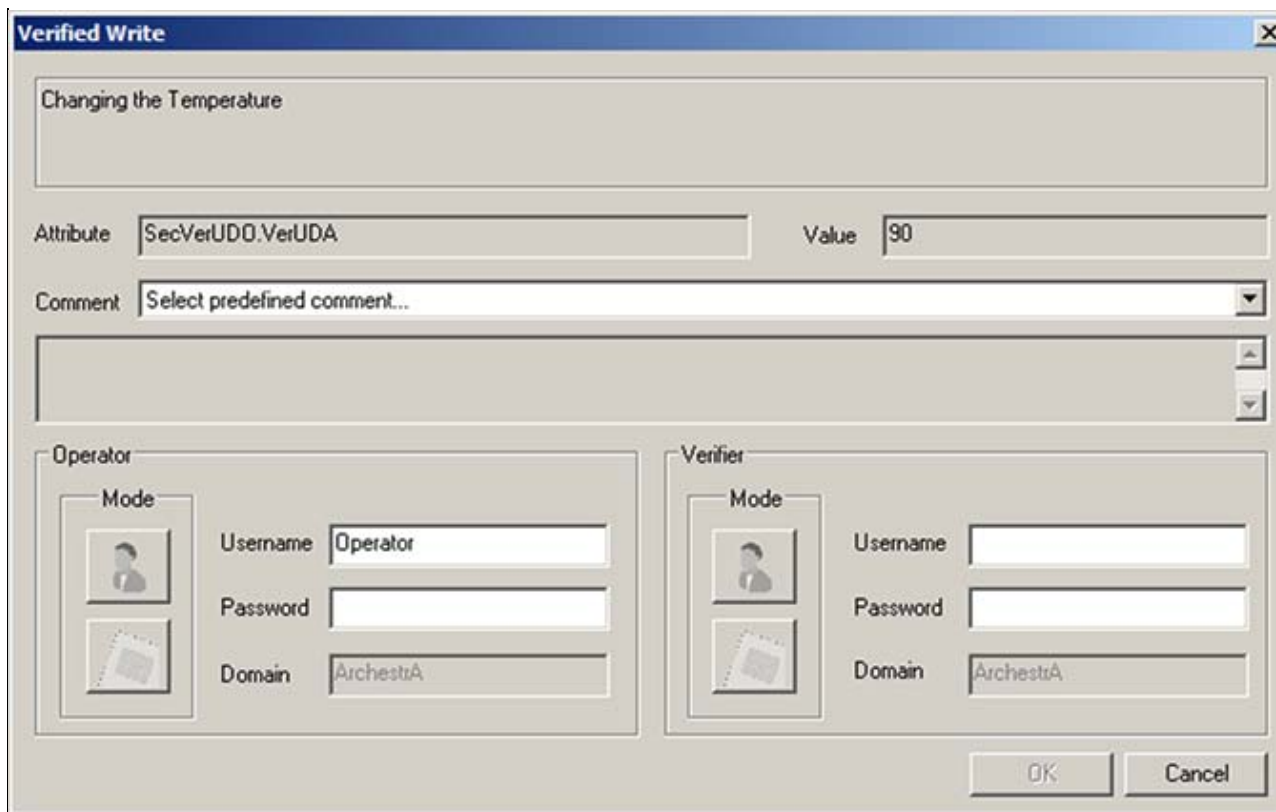 Verified Write
Changing the Temperature
Attribute SecVerUDO.VerUDA Value 90
Comment Select predefined comment...
Operator Verifier
Mode Mode
Username Operator Username
Password Password
Domain ArchestrA Domain ArchestrA
OK Cancel